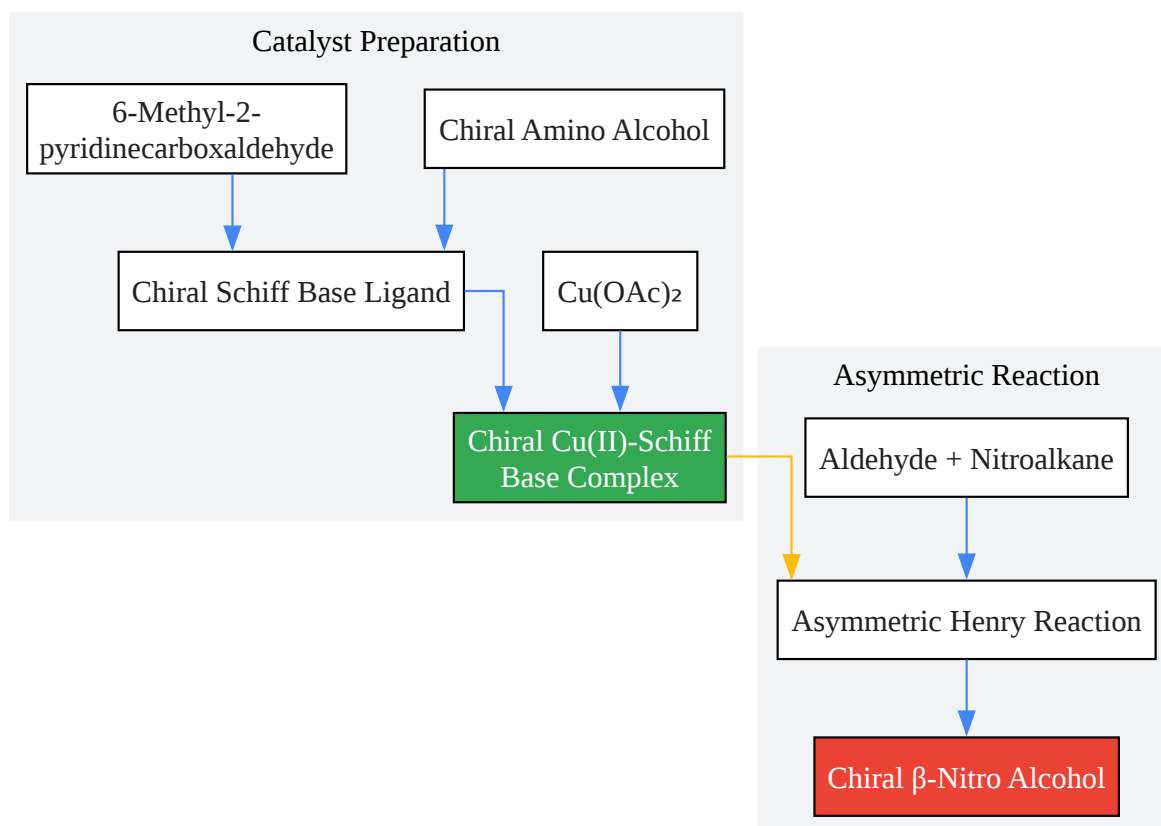 Catalyst Preparation
6-Methyl-2-
pyridinecarboxaldehyde
Chiral Amino Alcohol
Chiral Schiff Base Ligand
Cu(OAc)₂
Chiral Cu(II)-Schiff
Base Complex
Asymmetric Reaction
Aldehyde + Nitroalkane
Asymmetric Henry Reaction
Chiral β-Nitro Alcohol